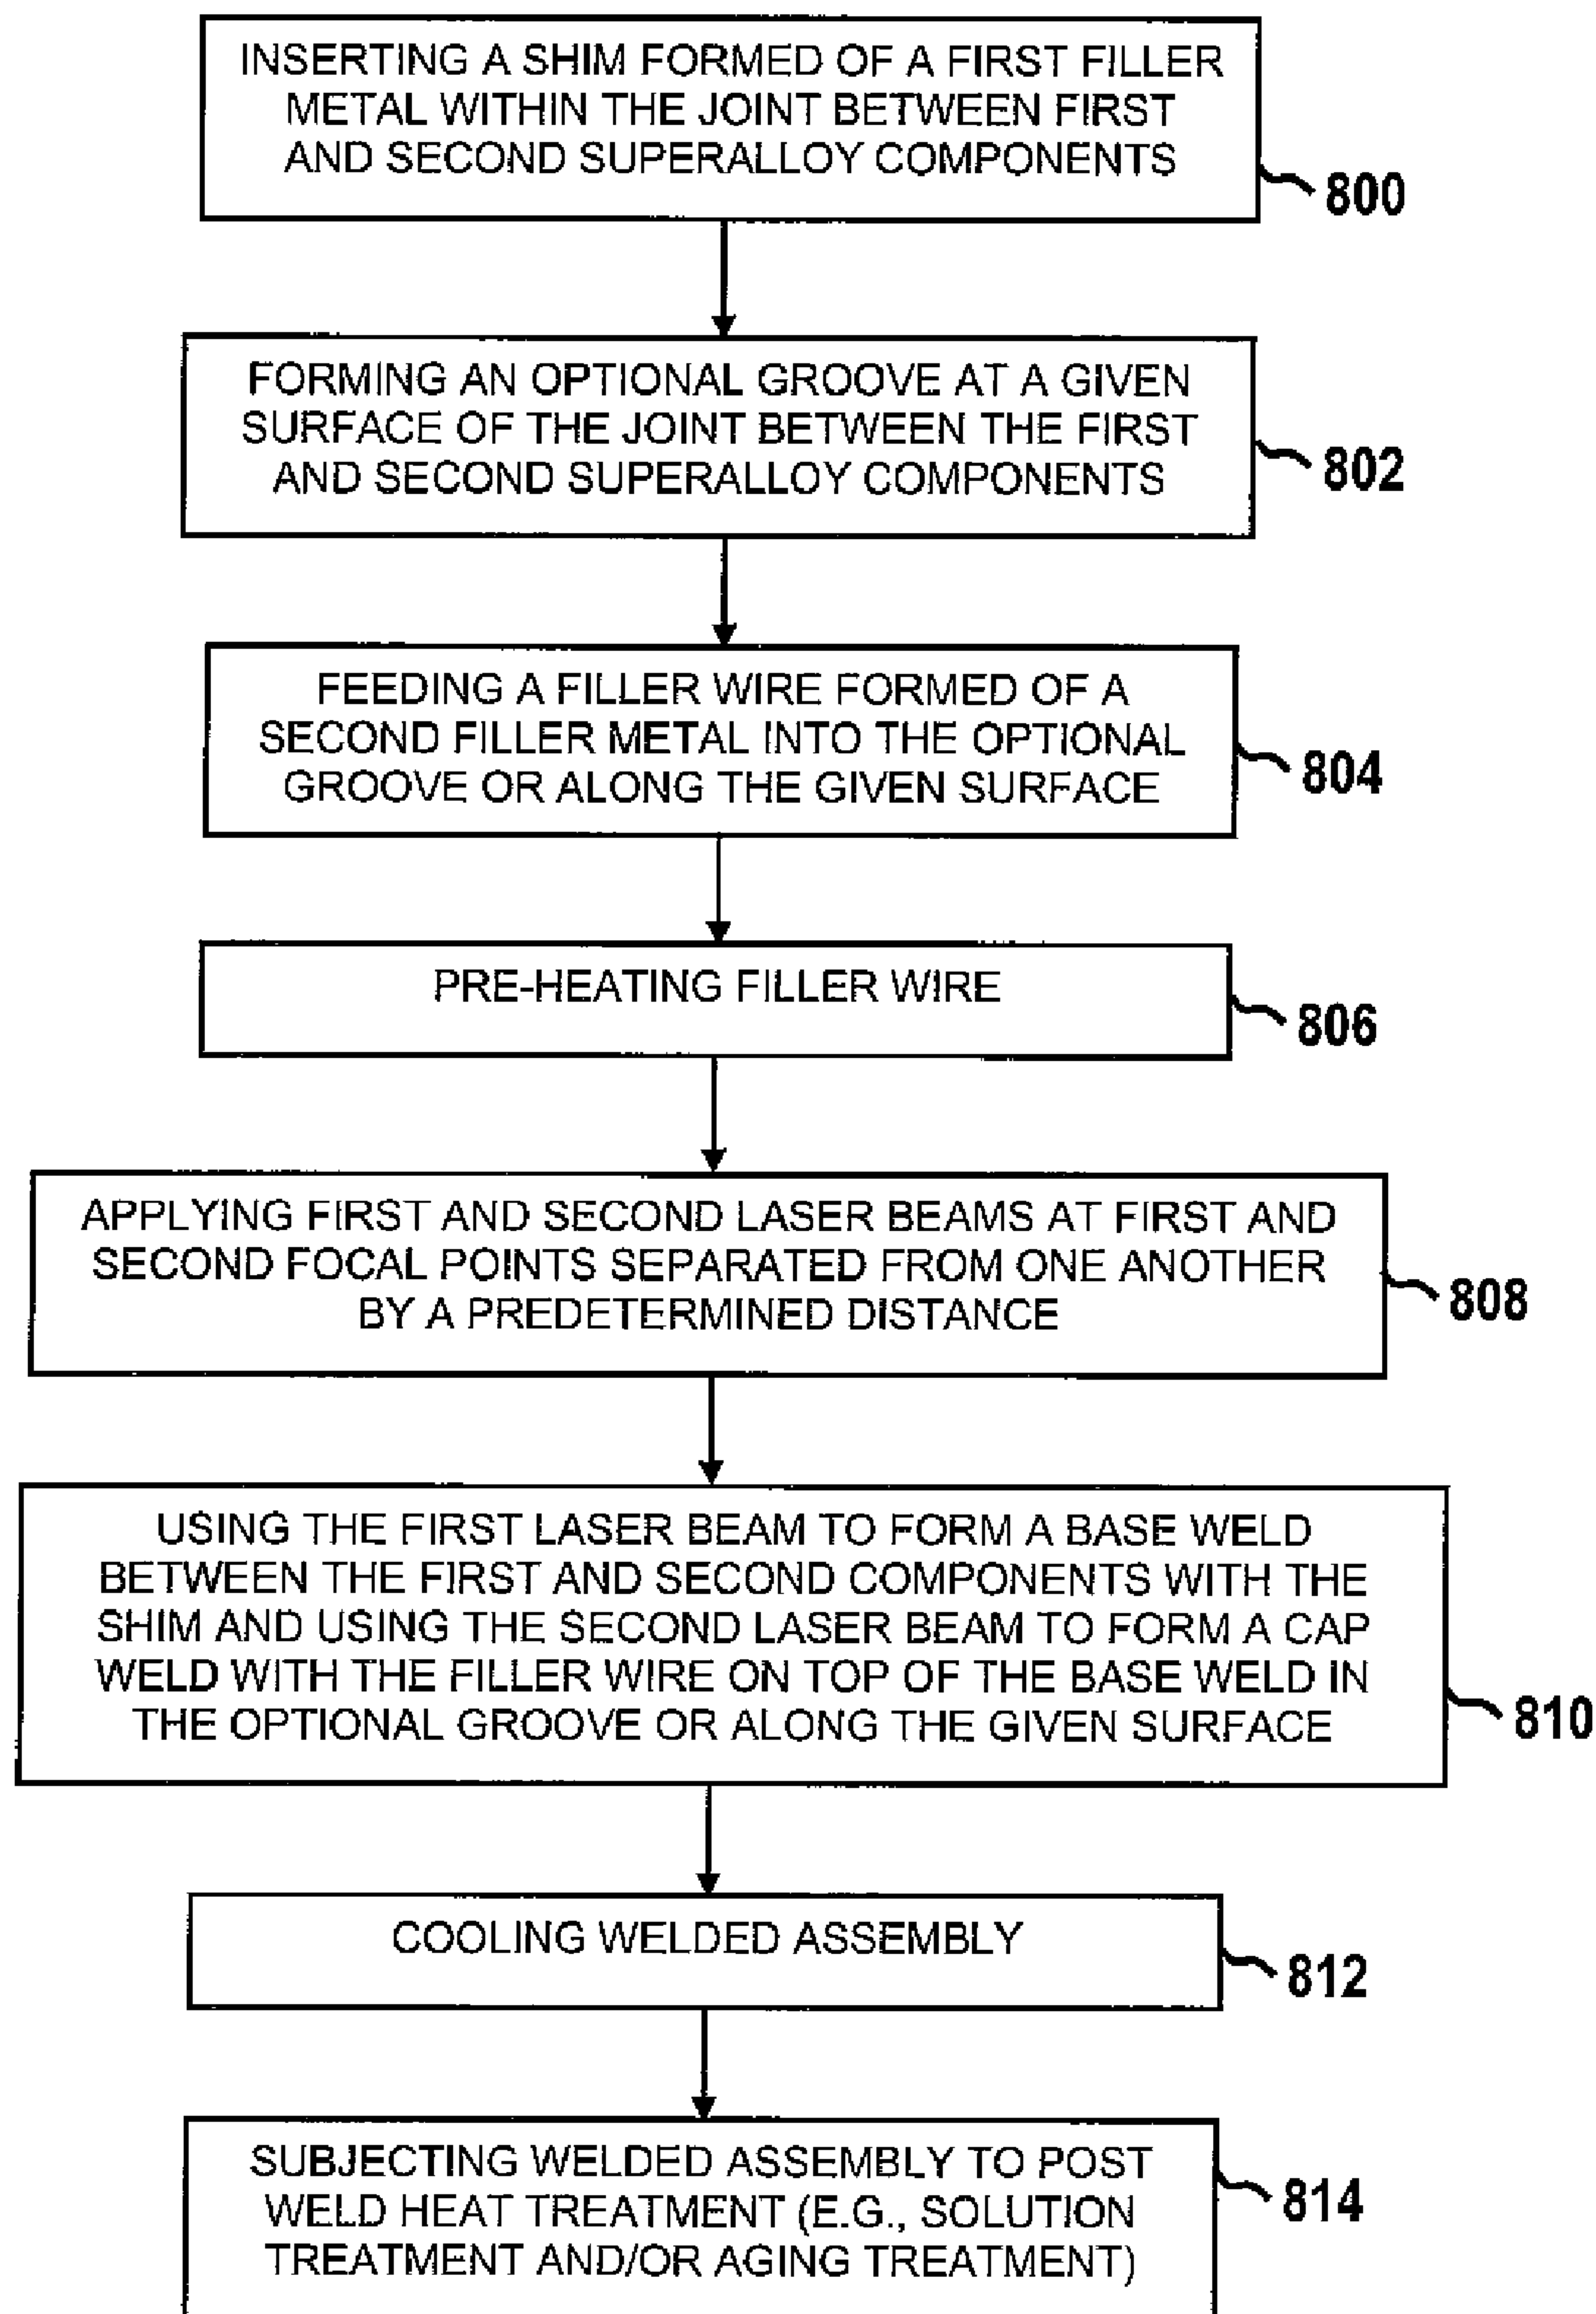 INSERTING A SHIM FORMED OF A FIRST FILLER
METAL WITHIN THE JOINT BETWEEN FIRST
AND SECOND SUPERALLOY COMPONENTS
800
FORMING AN OPTIONAL GROOVE AT A GIVEN
SURFACE OF THE JOINT BETWEEN THE FIRST
AND SECOND SUPERALLOY COMPONENTS
802
FEEDING A FILLER WIRE FORMED OF A
SECOND FILLER METAL INTO THE OPTIONAL
GROOVE OR ALONG THE GIVEN SURFACE
804
PRE-HEATING FILLER WIRE
806
APPLYING FIRST AND SECOND LASER BEAMS AT FIRST AND
SECOND FOCAL POINTS SEPARATED FROM ONE ANOTHER
BY A PREDETERMINED DISTANCE
808
USING THE FIRST LASER BEAM TO FORM A BASE WELD
BETWEEN THE FIRST AND SECOND COMPONENTS WITH THE
SHIM AND USING THE SECOND LASER BEAM TO FORM A CAP
WELD WITH THE FILLER WIRE ON TOP OF THE BASE WELD IN
THE OPTIONAL GROOVE OR ALONG THE GIVEN SURFACE
810
COOLING WELDED ASSEMBLY
812
SUBJECTING WELDED ASSEMBLY TO POST
WELD HEAT TREATMENT (E.G., SOLUTION
TREATMENT AND/OR AGING TREATMENT)
814